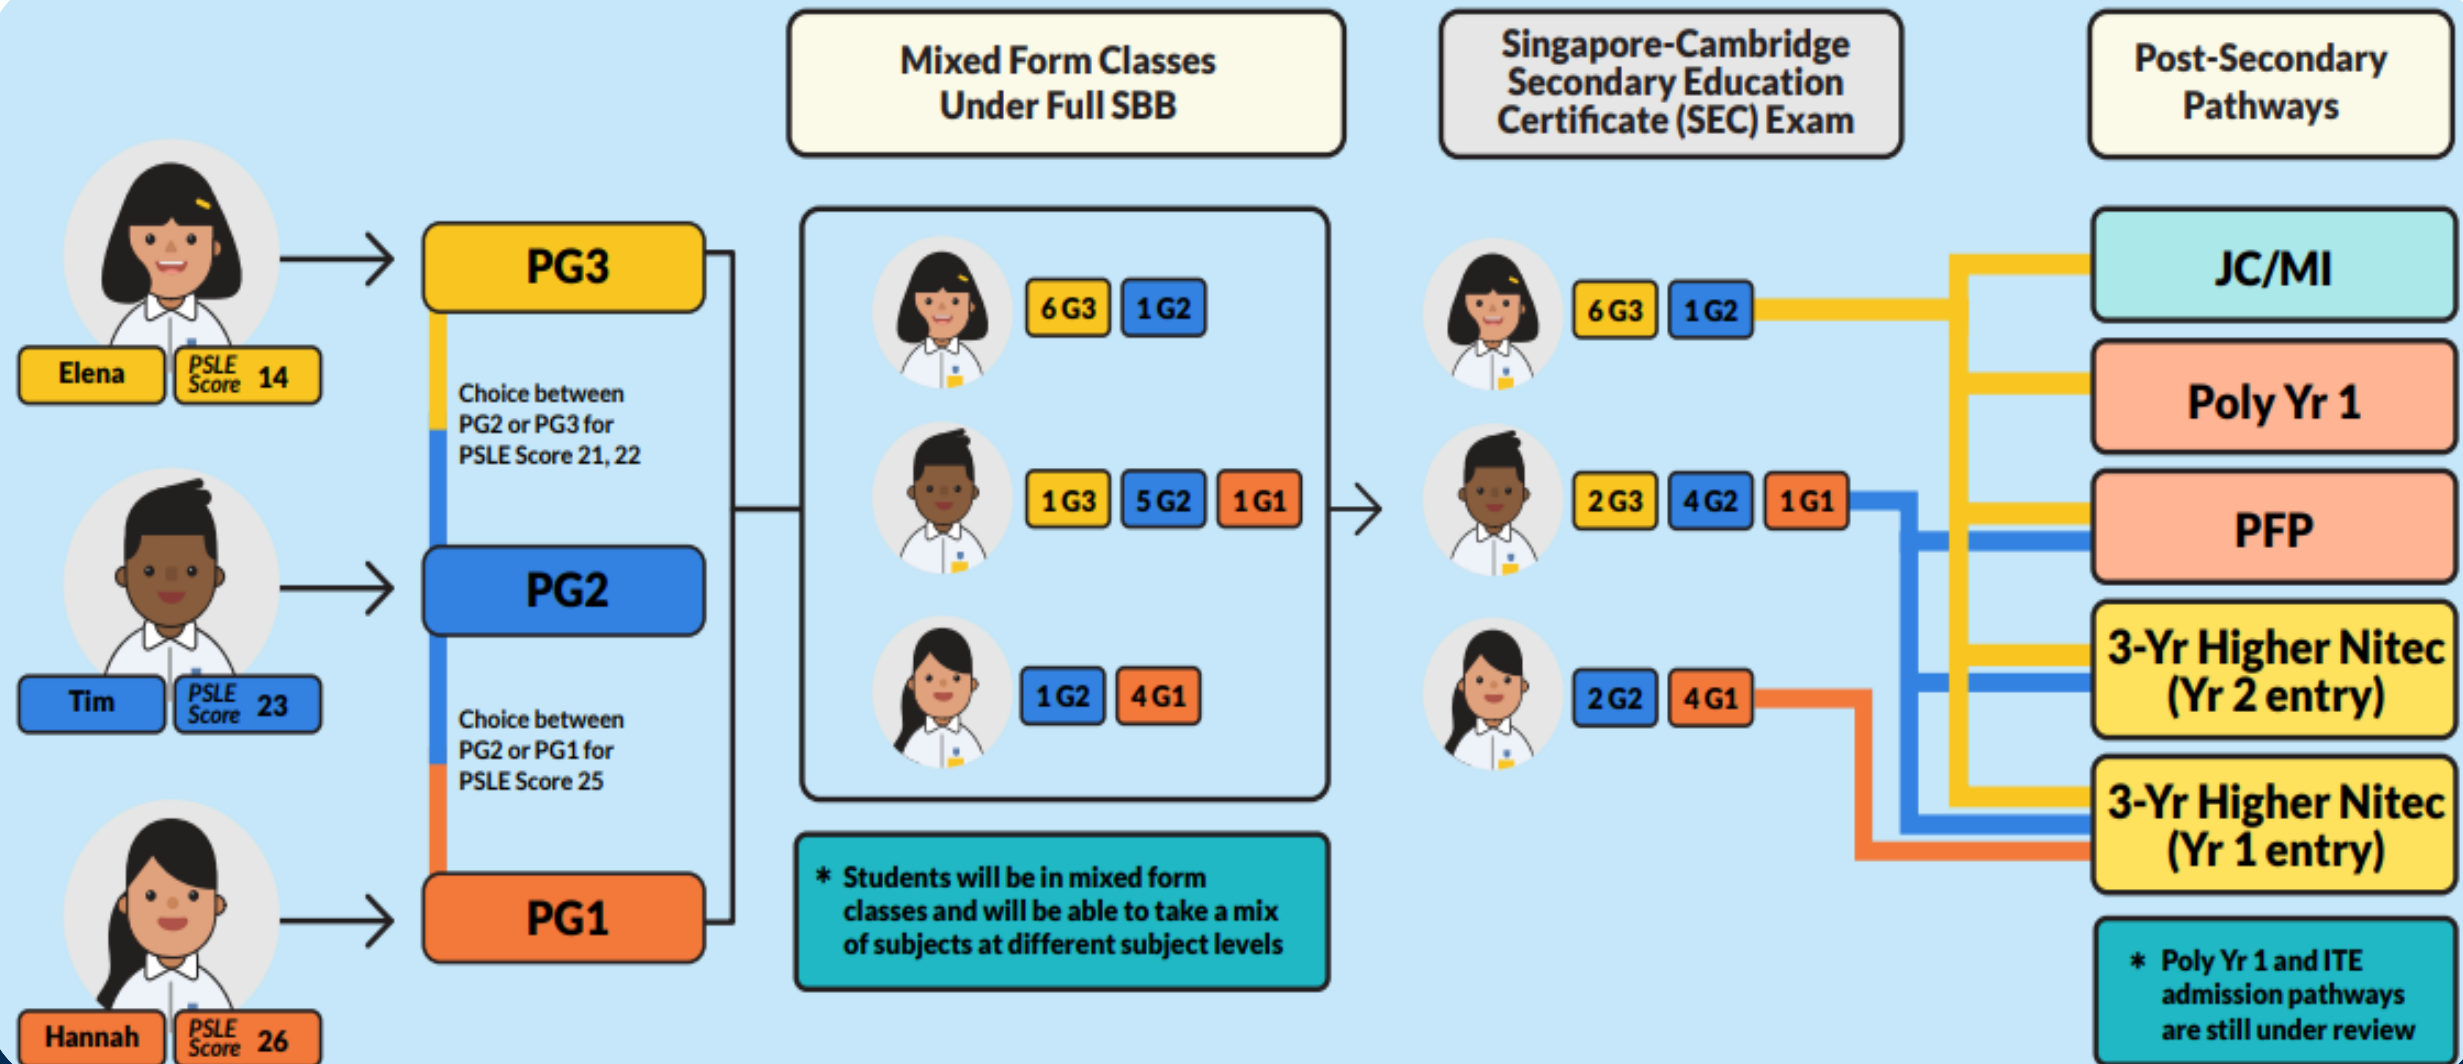 Mixed Form Classes
Under Full SBB
Singapore-Cambridge
Secondary Education
Certificate (SEC) Exam
Post-Secondary
Pathways
Elena
PSLE
Score 14
Tim
PSLE
Score 23
Hannah
PSLE
Score 26
PG3
Choice between
PG2 or PG3 for
PSLE Score 21, 22
PG2
Choice between
PG2 or PG1 for
PSLE Score 25
PG1
6 G3 1 G2
1 G3 5 G2 1 G1
1 G2 4 G1
* Students will be in mixed form
classes and will be able to take a mix
of subjects at different subject levels
6 G3 1 G2
2 G3 4 G2 1 G1
2 G2 4 G1
JC/MI
Poly Yr 1
PFP
3-Yr Higher Nitec
(Yr 2 entry)
3-Yr Higher Nitec
(Yr 1 entry)
* Poly Yr 1 and ITE
admission pathways
are still under review